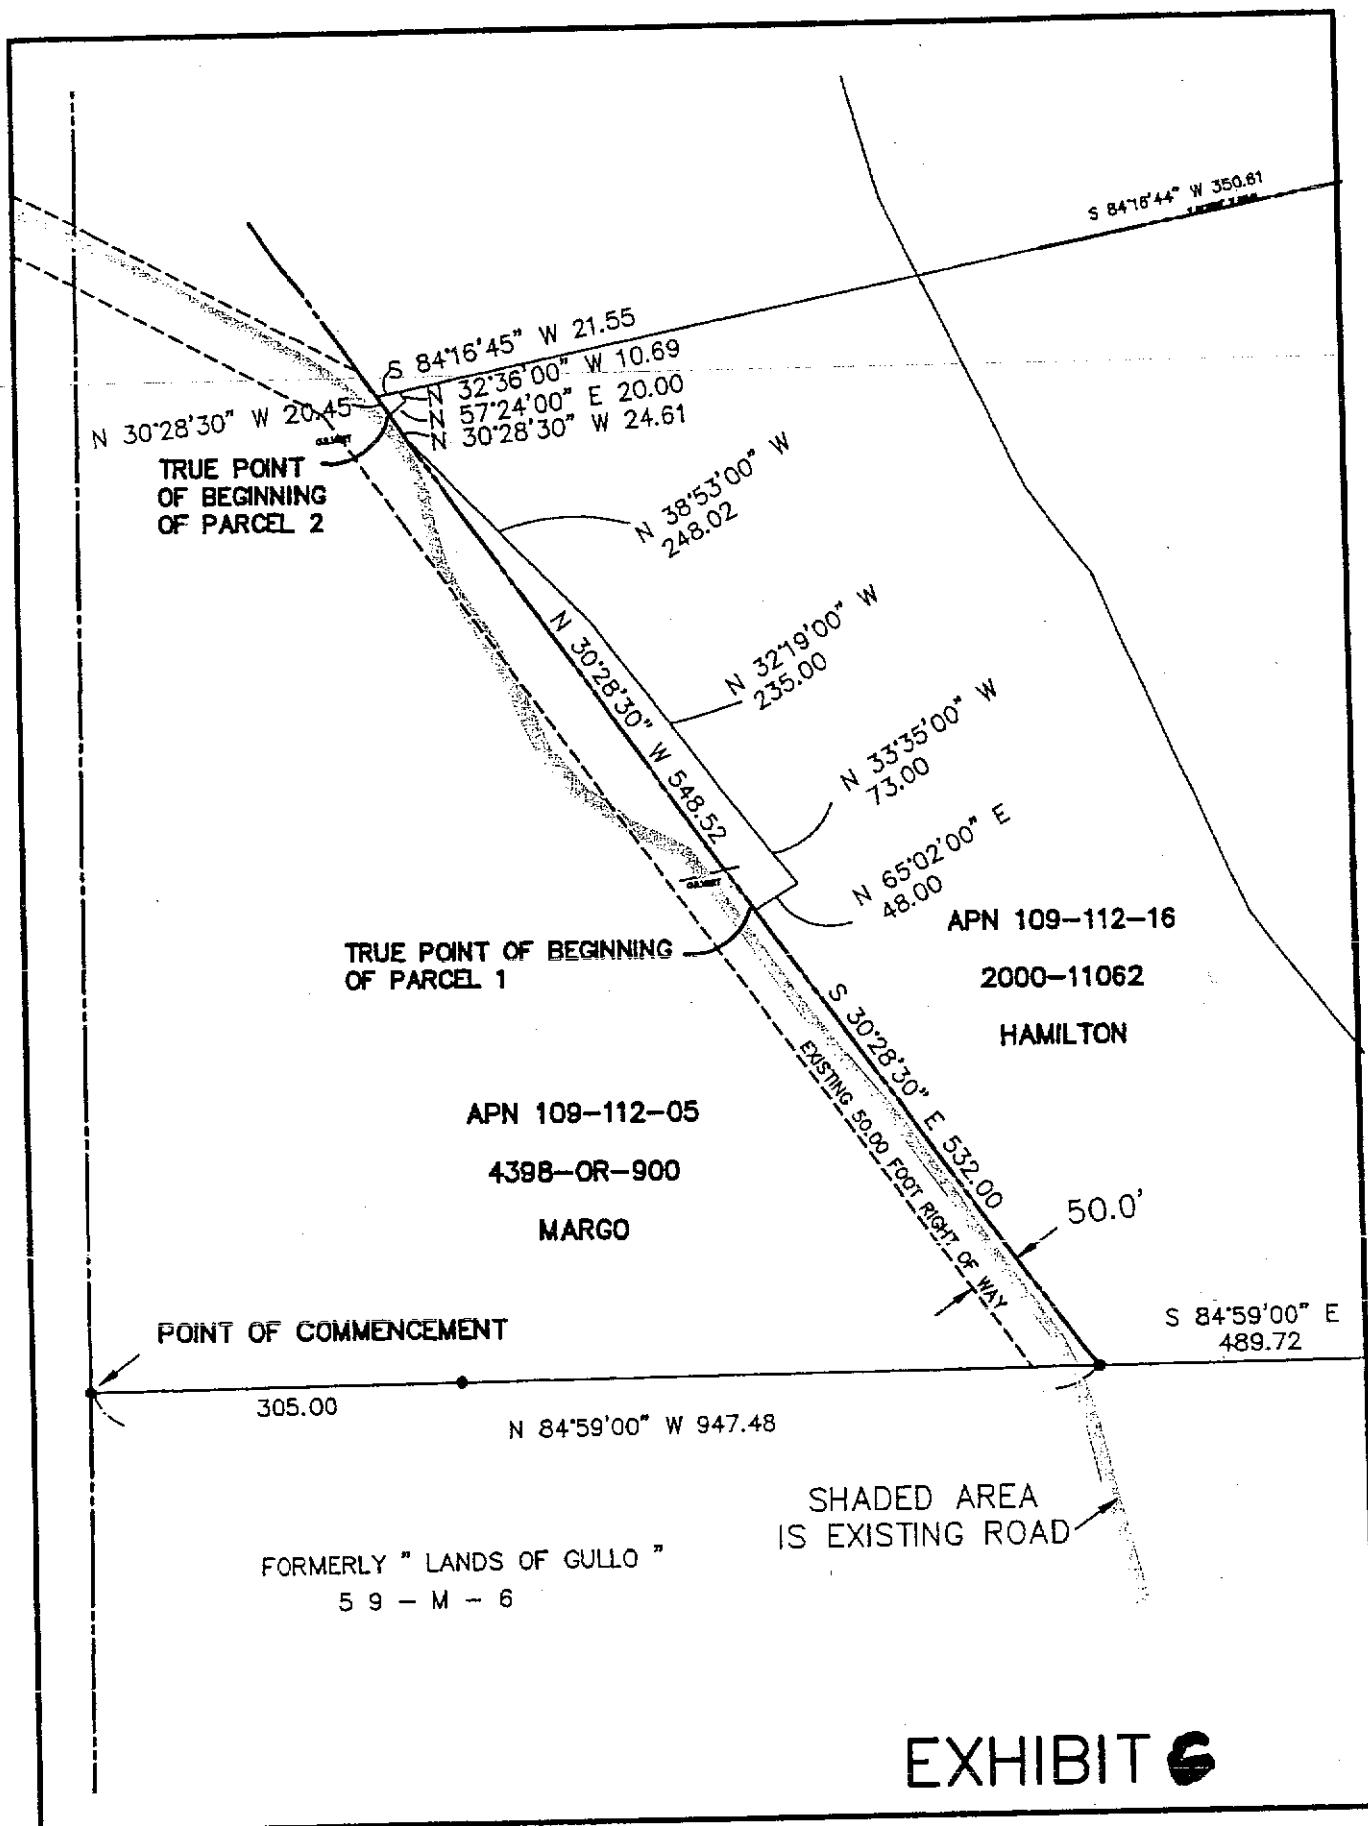 S 84°16'44" W 350.61
S 84°16'45" W 21.55
N 32°36'00" W 10.69
N 57°24'00" E 20.00
N 30°28'30" W 24.61
N 30°28'30" W 20.45
CULVERT
TRUE POINT
OF BEGINNING
OF PARCEL 2
N 38°53'00" W
248.02
N 32°19'00" W
235.00
N 30°28'30" W 548.52
N 33°35'00" W
73.00
N 65°02'00" E
48.00
CULVERT
APN 109-112-16
2000-11062
HAMILTON
TRUE POINT OF BEGINNING
OF PARCEL 1
S 30°28'30" E 532.00
EXISTING 50.00 FOOT RIGHT OF WAY
APN 109-112-05
4398-OR-900
MARGO
50.0'
S 84°59'00" E
489.72
POINT OF COMMENCEMENT
305.00
N 84°59'00" W 947.48
SHADED AREA
IS EXISTING ROAD
FORMERLY " LANDS OF GULLO "
5 9 - M - 6
EXHIBIT